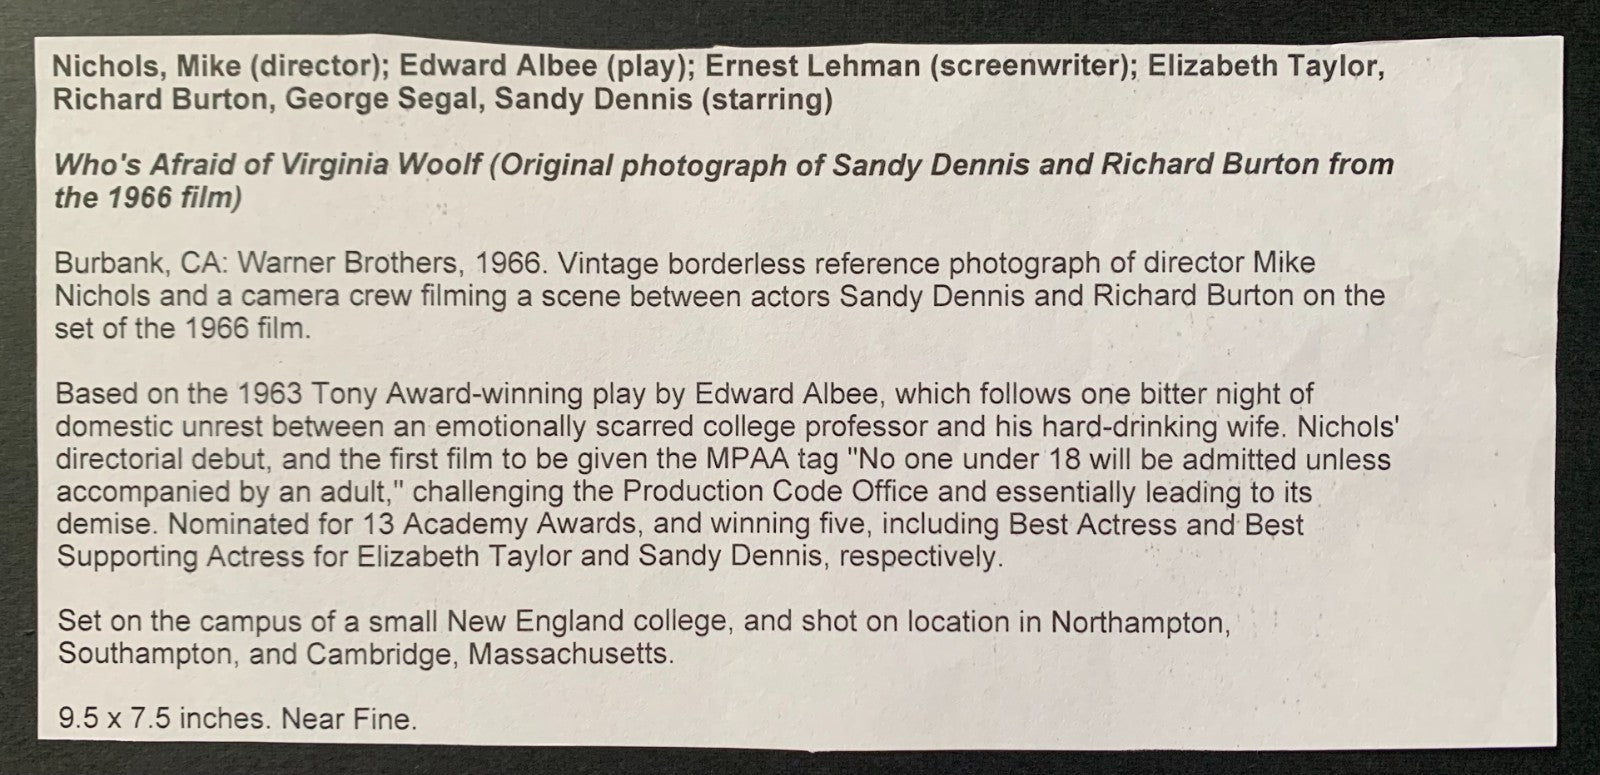 Nichols, Mike (director); Edward Albee (play); Ernest Lehman (screenwriter); Elizabeth Taylor,
Richard Burton, George Segal, Sandy Dennis (starring)
Who's Afraid of Virginia Woolf (Original photograph of Sandy Dennis and Richard Burton from
the 1966 film)
Burbank, CA: Warner Brothers, 1966. Vintage borderless reference photograph of director Mike
Nichols and a camera crew filming a scene between actors Sandy Dennis and Richard Burton on the
set of the 1966 film.
Based on the 1963 Tony Award-winning play by Edward Albee, which follows one bitter night of
domestic unrest between an emotionally scarred college professor and his hard-drinking wife. Nichols'
directorial debut, and the first film to be given the MPAA tag "No one under 18 will be admitted unless
accompanied by an adult," challenging the Production Code Office and essentially leading to its
demise. Nominated for 13 Academy Awards, and winning five, including Best Actress and Best
Supporting Actress for Elizabeth Taylor and Sandy Dennis, respectively.
Set on the campus of a small New England college, and shot on location in Northampton,
Southampton, and Cambridge, Massachusetts.
9.5 x 7.5 inches. Near Fine.